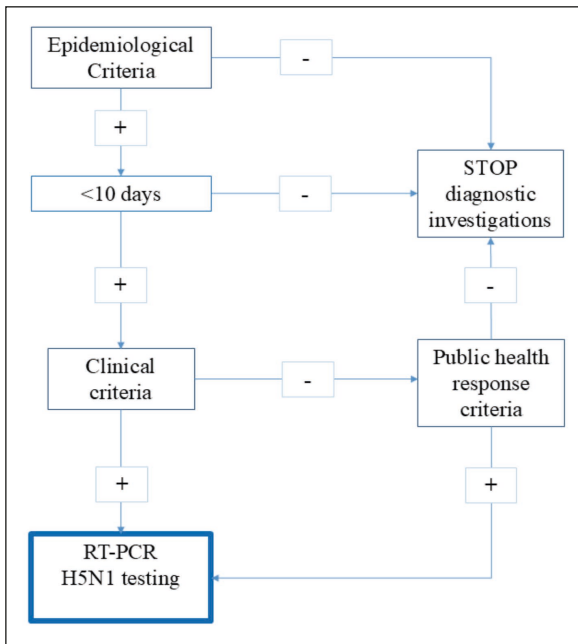 Epidemiological
Criteria
-
+
<10 days
-
STOP
diagnostic
investigations
+
-
Clinical
criteria
-
Public health
response
criteria
+
+
RT-PCR
H5N1 testing